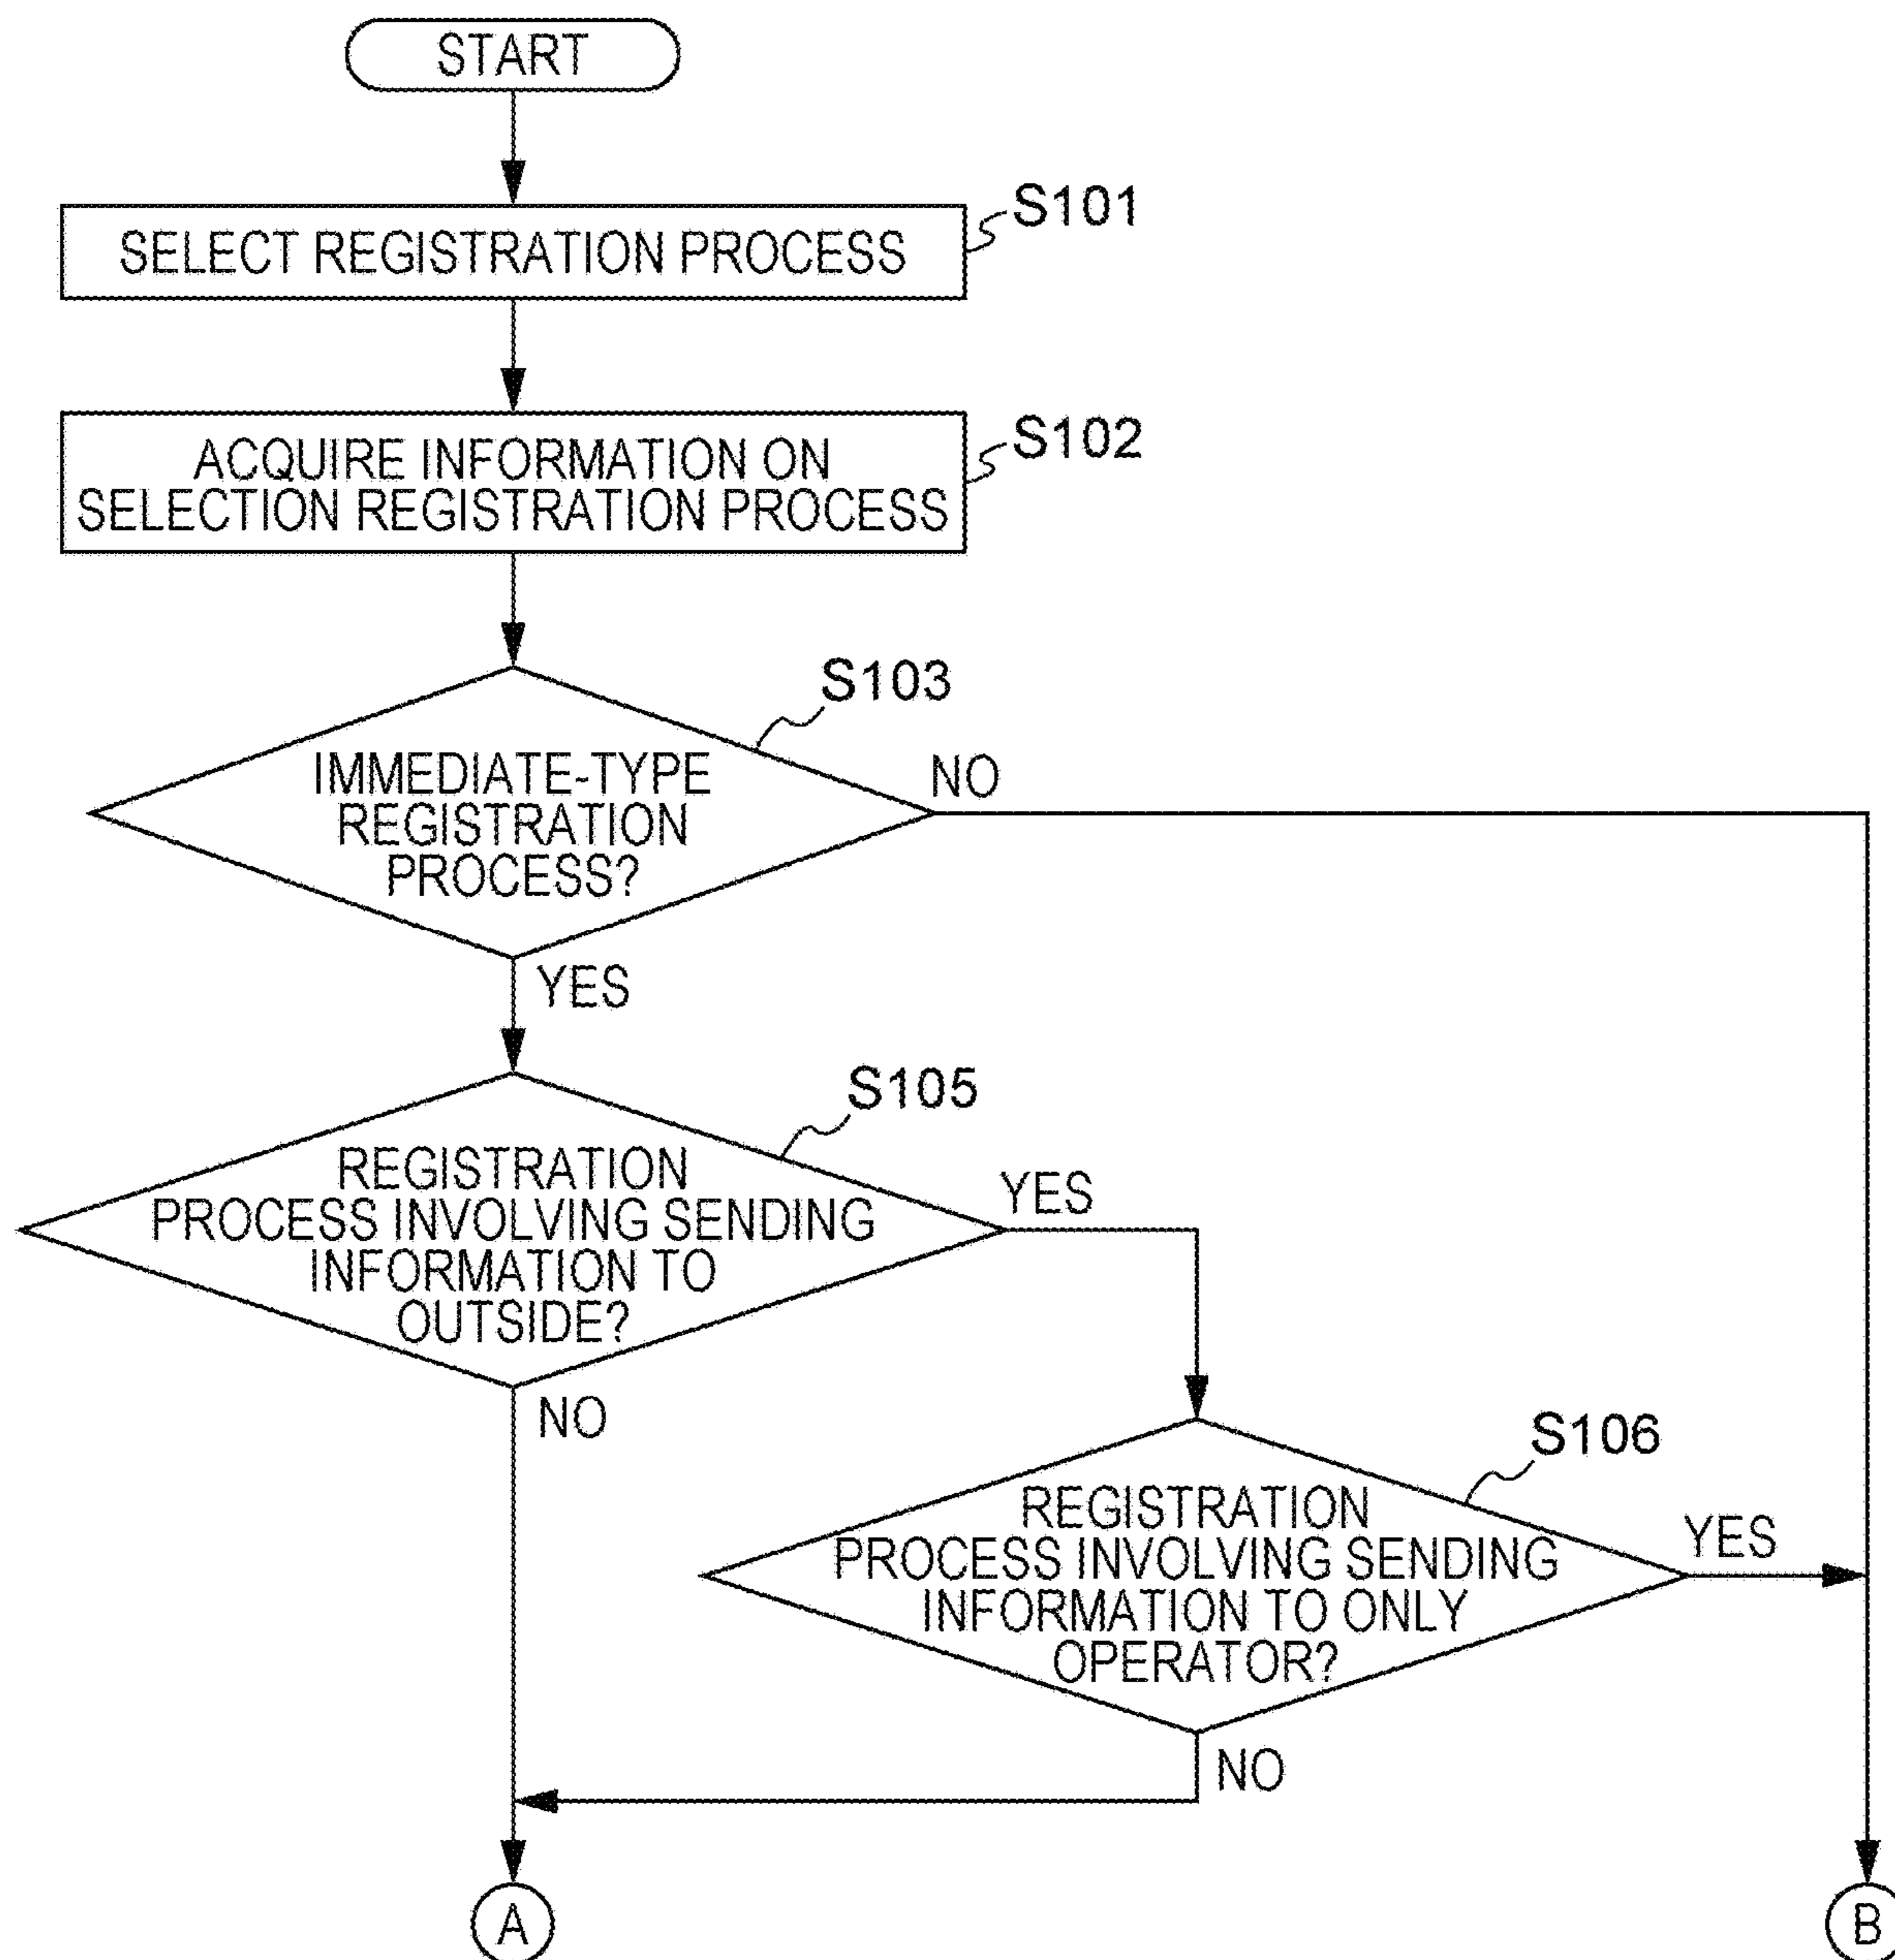 START
SELECT REGISTRATION PROCESS
S101
ACQUIRE INFORMATION ON
SELECTION REGISTRATION PROCESS
S102
S103
IMMEDIATE-TYPE
REGISTRATION
PROCESS?
NO
YES
S105
REGISTRATION
PROCESS INVOLVING SENDING
INFORMATION TO
OUTSIDE?
YES
NO
S106
REGISTRATION
PROCESS INVOLVING SENDING
INFORMATION TO ONLY
OPERATOR?
YES
NO
A
B